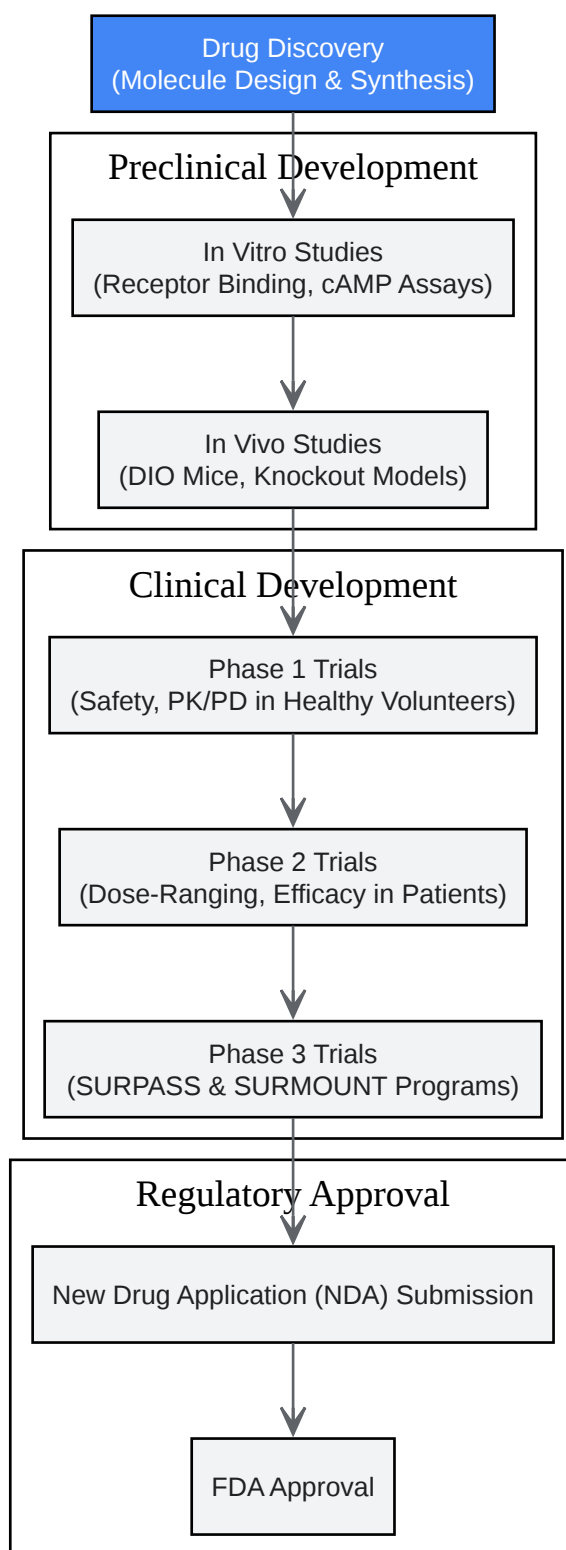 Drug Discovery
(Molecule Design & Synthesis)
Preclinical Development
In Vitro Studies
(Receptor Binding, cAMP Assays)
In Vivo Studies
(DIO Mice, Knockout Models)
Clinical Development
Phase 1 Trials
(Safety, PK/PD in Healthy Volunteers)
Phase 2 Trials
(Dose-Ranging, Efficacy in Patients)
Phase 3 Trials
(SURPASS & SURMOUNT Programs)
Regulatory Approval
New Drug Application (NDA) Submission
FDA Approval